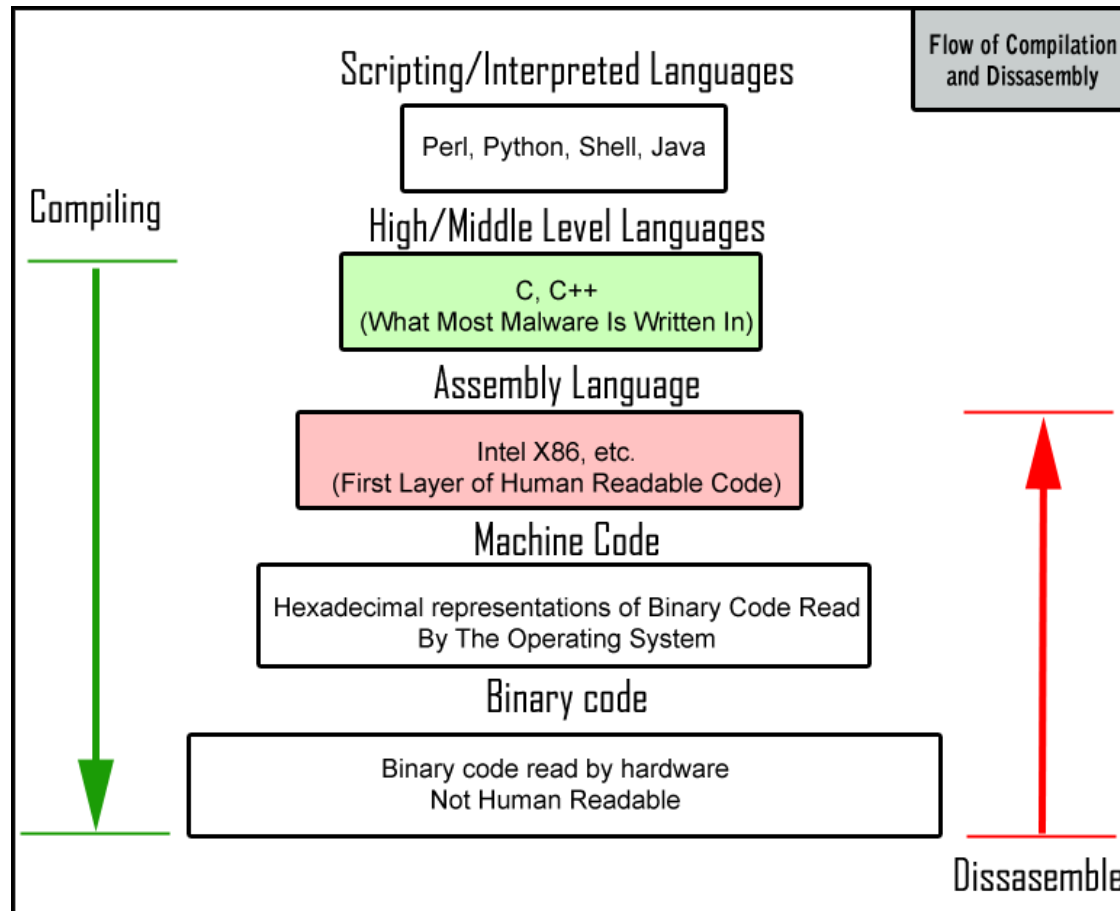 Flow of Compilation
and Dissasembly
Scripting/Interpreted Languages
Perl, Python, Shell, Java
Compiling
High/Middle Level Languages
C, C++
(What Most Malware Is Written In)
Assembly Language
Intel X86, etc.
(First Layer of Human Readable Code)
Machine Code
Hexadecimal representations of Binary Code Read
By The Operating System
Binary code
Binary code read by hardware
Not Human Readable
Dissasemble